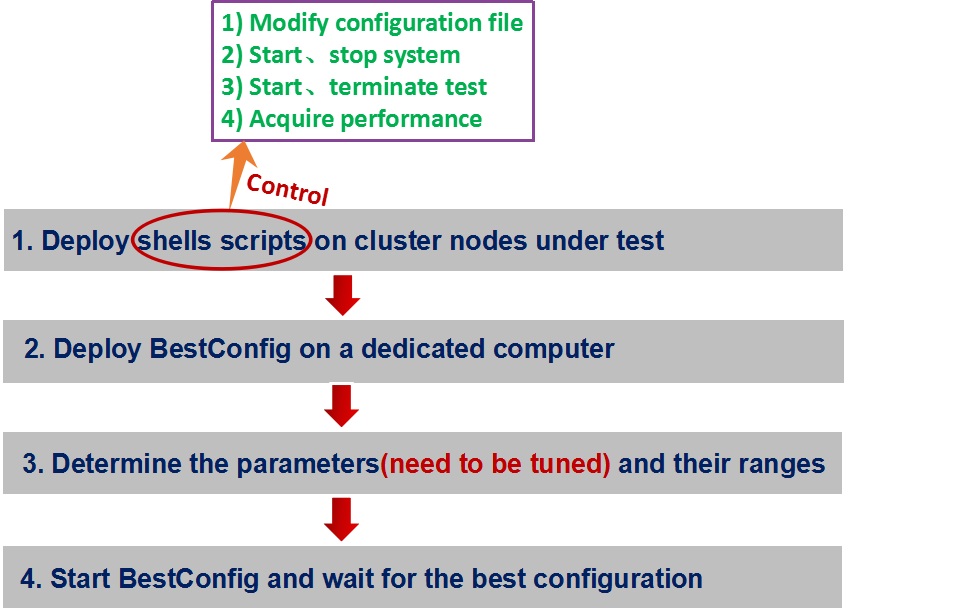 1) Modify configuration file
2) Start、stop system
3) Start、terminate test
4) Acquire performance
Control
1. Deploy shells scripts on cluster nodes under test
2. Deploy BestConfig on a dedicated computer
3. Determine the parameters(need to be tuned) and their ranges
4. Start BestConfig and wait for the best configuration